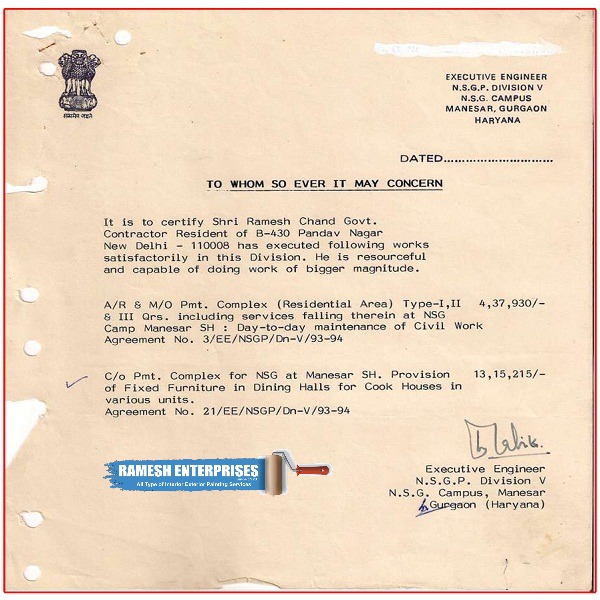 सत्यमेव जयते
EXECUTIVE ENGINEER
N.S.G.P. DIVISION V
N.S.G. CAMPUS
MANESAR, GURGAON
HARYANA
DATED..............................
TO WHOM SO EVER IT MAY CONCERN
It is to certify Shri Ramesh Chand Govt.
Contractor Resident of B-430 Pandav Nagar
New Delhi - 110008 has executed following works
satisfactorily in this Division. He is resourceful
and capable of doing work of bigger magnitude.
A/R & M/O Pmt. Complex (Residential Area) Type-I,II 4,37,930/-
& III Qrs. including services falling therein at NSG
Camp Manesar SH : Day-to-day maintenance of Civil Work
Agreement No. 3/EE/NSGP/Dn-V/93-94
C/o Pmt. Complex for NSG at Manesar SH. Provision 13,15,215/-
of Fixed Furniture in Dining Halls for Cook Houses in
various units.
Agreement No. 21/EE/NSGP/Dn-V/93-94
RAMESH ENTERPRISES
All Type of Interior Exterior Painting Services
Executive Engineer
N.S.G.P. Division V
N.S.G. Campus, Manesar
Gurgaon (Haryana)